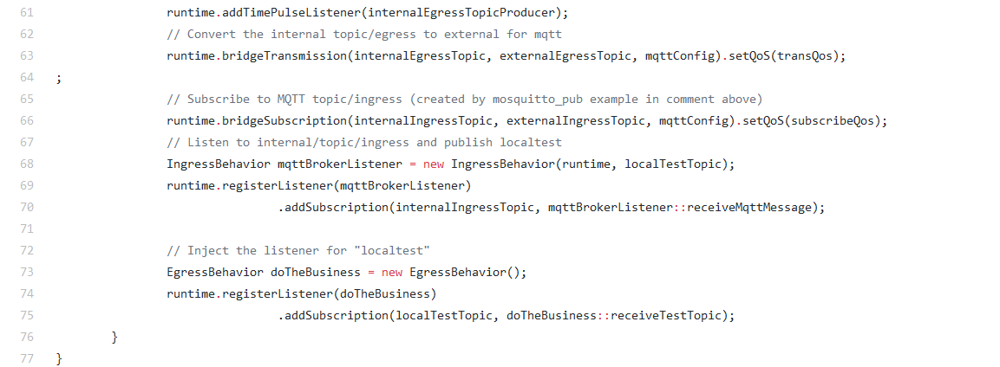 61 runtime.addTimePulseListener(internalEgressTopicProducer);
62 // Convert the internal topic/egress to external for mqtt
63 runtime.bridgeTransmission(internalEgressTopic, externalEgressTopic, mqttConfig).setQoS(transQos);
64 ;
65 // Subscribe to MQTT topic/ingress (created by mosquitto_pub example in comment above)
66 runtime.bridgeSubscription(internalIngressTopic, externalIngressTopic, mqttConfig).setQoS(subscribeQos);
67 // Listen to internal/topic/ingress and publish localtest
68 IngressBehavior mqttBrokerListener = new IngressBehavior(runtime, localTestTopic);
69 runtime.registerListener(mqttBrokerListener)
70 .addSubscription(internalIngressTopic, mqttBrokerListener::receiveMqttMessage);
71
72 // Inject the listener for "localtest"
73 EgressBehavior doTheBusiness = new EgressBehavior();
74 runtime.registerListener(doTheBusiness)
75 .addSubscription(localTestTopic, doTheBusiness::receiveTestTopic);
76 }
77 }